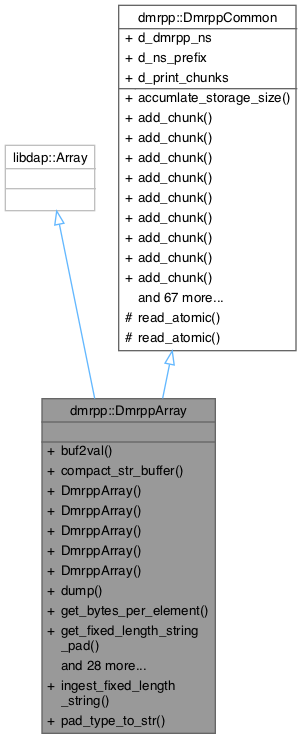 dmrpp::DmrppCommon
+ d_dmrpp_ns
+ d_ns_prefix
+ d_print_chunks
+ accumlate_storage_size()
+ add_chunk()
+ add_chunk()
+ add_chunk()
+ add_chunk()
+ add_chunk()
+ add_chunk()
+ add_chunk()
+ add_chunk()
+ add_chunk()
and 67 more...
# read_atomic()
# read_atomic()
libdap::Array
dmrpp::DmrppArray
+ buf2val()
+ compact_str_buffer()
+ DmrppArray()
+ DmrppArray()
+ DmrppArray()
+ DmrppArray()
+ DmrppArray()
+ dump()
+ get_bytes_per_element()
+ get_fixed_length_string
_pad()
and 28 more...
+ ingest_fixed_length
_string()
+ pad_type_to_str()